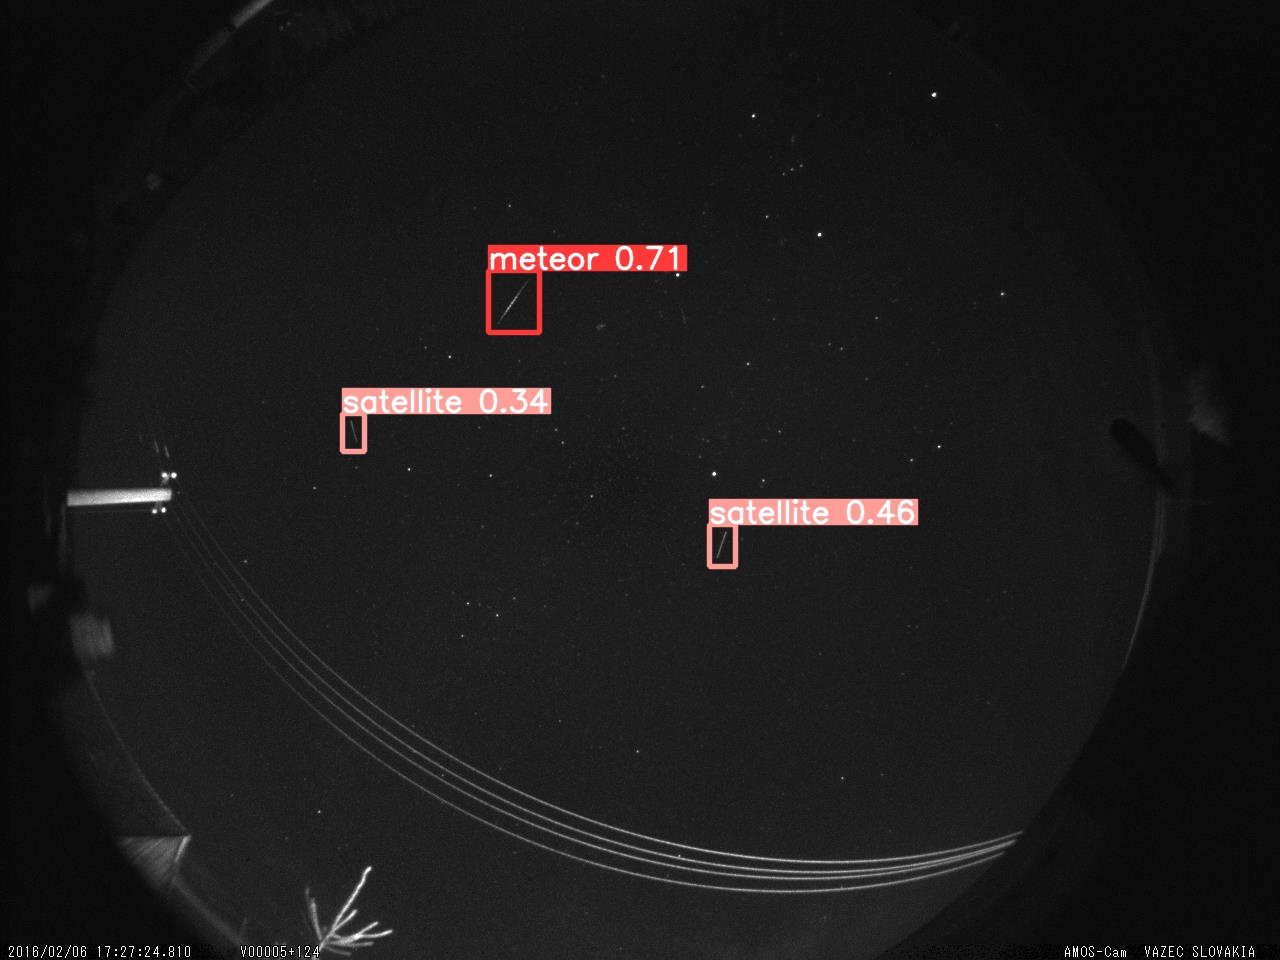 meteor 0.71
satellite 0.34
satellite 0.46
2016/02/06 17:27:24.810 V00005+124 AMOS-Cam VAZEC SLOVAKIA